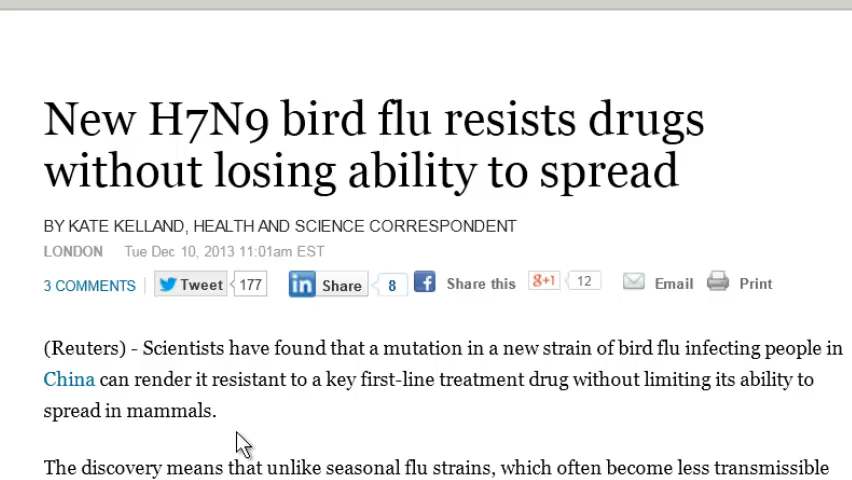 New H7N9 bird flu resists drugs
without losing ability to spread
BY KATE KELLAND, HEALTH AND SCIENCE CORRESPONDENT
LONDON Tue Dec 10, 2013 11:01am EST
3 COMMENTS Tweet 177 in Share 8 f Share this g+1 12 Email Print
(Reuters) - Scientists have found that a mutation in a new strain of bird flu infecting people in
China can render it resistant to a key first-line treatment drug without limiting its ability to
spread in mammals.
The discovery means that unlike seasonal flu strains, which often become less transmissible